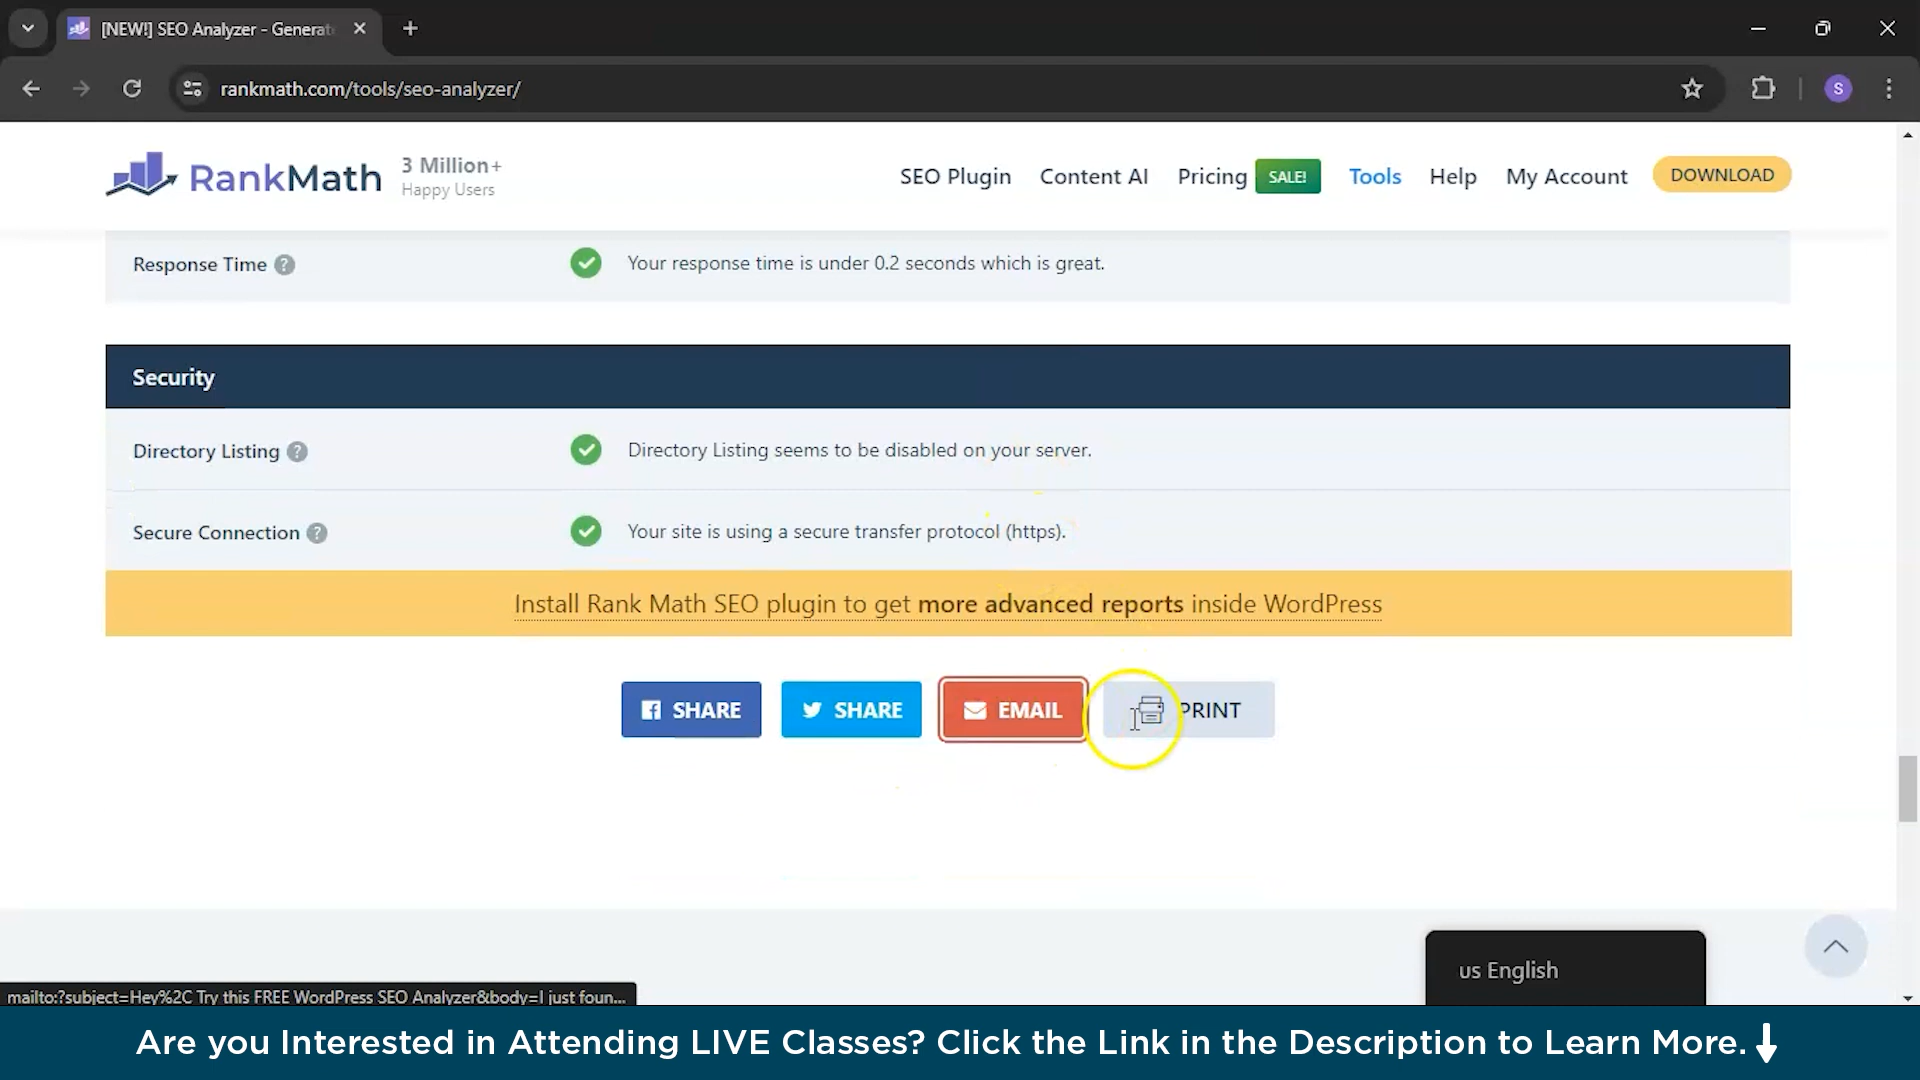 [NEW!] SEO Analyzer - Generat
rankmath.com/tools/seo-analyzer/
S
RankMath
3 Million+
Happy Users
SEO Plugin
Content AI
Pricing
SALE!
Tools
Help
My Account
DOWNLOAD
Response Time ?
Your response time is under 0.2 seconds which is great.
Security
Directory Listing ?
Directory Listing seems to be disabled on your server.
Secure Connection ?
Your site is using a secure transfer protocol (https).
Install Rank Math SEO plugin to get more advanced reports inside WordPress
SHARE
SHARE
EMAIL
PRINT
us English
mailto:?subject=Hey%2C Try this FREE WordPress SEO Analyzer&body=I just foun...
Are you Interested in Attending LIVE Classes? Click the Link in the Description to Learn More.